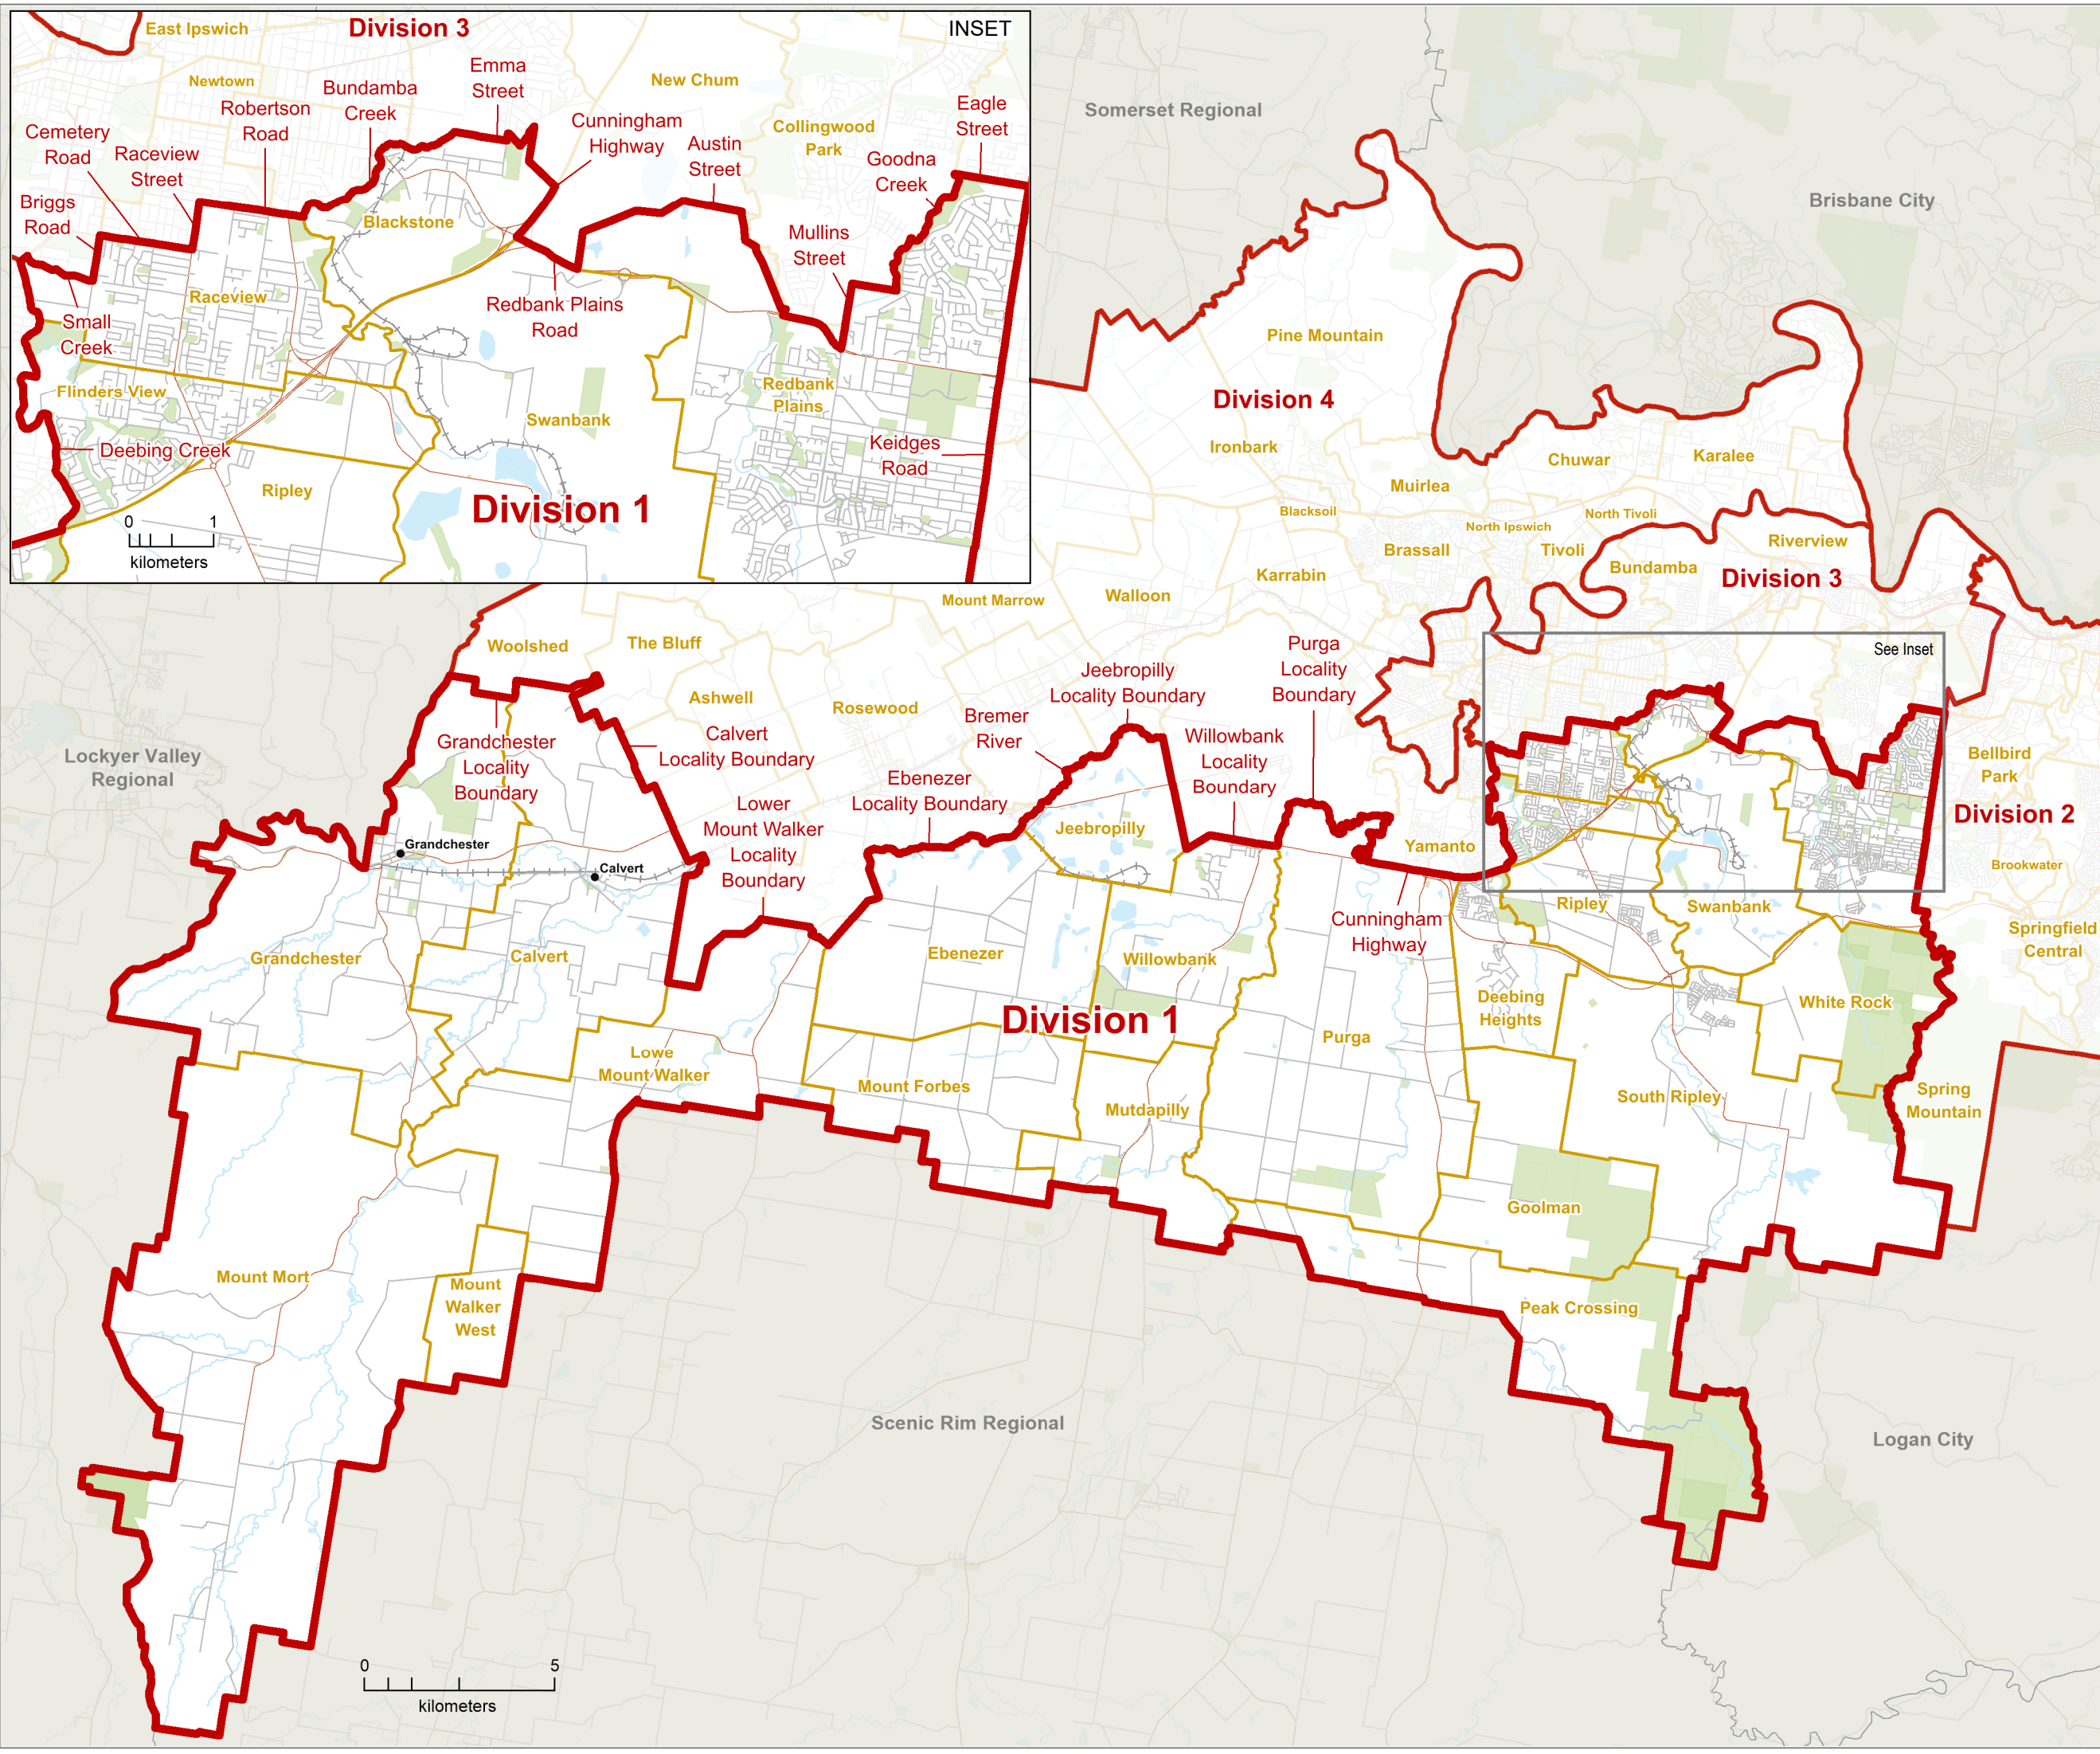 East Ipswich
Division 3
INSET
Newtown
New Chum
Emma
Street
Bundamba
Creek
Robertson
Road
Cemetery
Road
Raceview
Street
Briggs
Road
Cunningham
Highway
Austin
Street
Collingwood
Park
Goodna
Creek
Eagle
Street
Mullins
Street
Blackstone
Raceview
Small
Creek
Redbank Plains
Road
Flinders View
Swanbank
Redbank
Plains
Deebing Creek
Keidges
Road
Ripley
Division 1
0 1
kilometers
Somerset Regional
Brisbane City
Pine Mountain
Division 4
Ironbark
Chuwar
Karalee
Muirlea
Blacksoil
North Ipswich
North Tivoli
Brassall
Tivoli
Riverview
Bundamba
Division 3
Karrabin
Walloon
Mount Marrow
Woolshed
The Bluff
Ashwell
Rosewood
See Inset
Purga
Locality
Boundary
Jeebropilly
Locality Boundary
Bremer
River
Willowbank
Locality
Boundary
Grandchester
Locality
Boundary
Calvert
Locality Boundary
Ebenezer
Locality Boundary
Lower
Mount Walker
Locality
Boundary
Lockyer Valley
Regional
Bellbird
Park
Division 2
Brookwater
Jeebropilly
Yamanto
Grandchester
Calvert
Cunningham
Highway
Ripley
Swanbank
Springfield
Central
Grandchester
Calvert
Ebenezer
Willowbank
Division 1
Deebing
Heights
White Rock
Purga
Lowe
Mount Walker
Mount Forbes
Mutdapilly
South Ripley
Spring
Mountain
Goolman
Mount Mort
Mount
Walker
West
Peak Crossing
Scenic Rim Regional
Logan City
0 5
kilometers